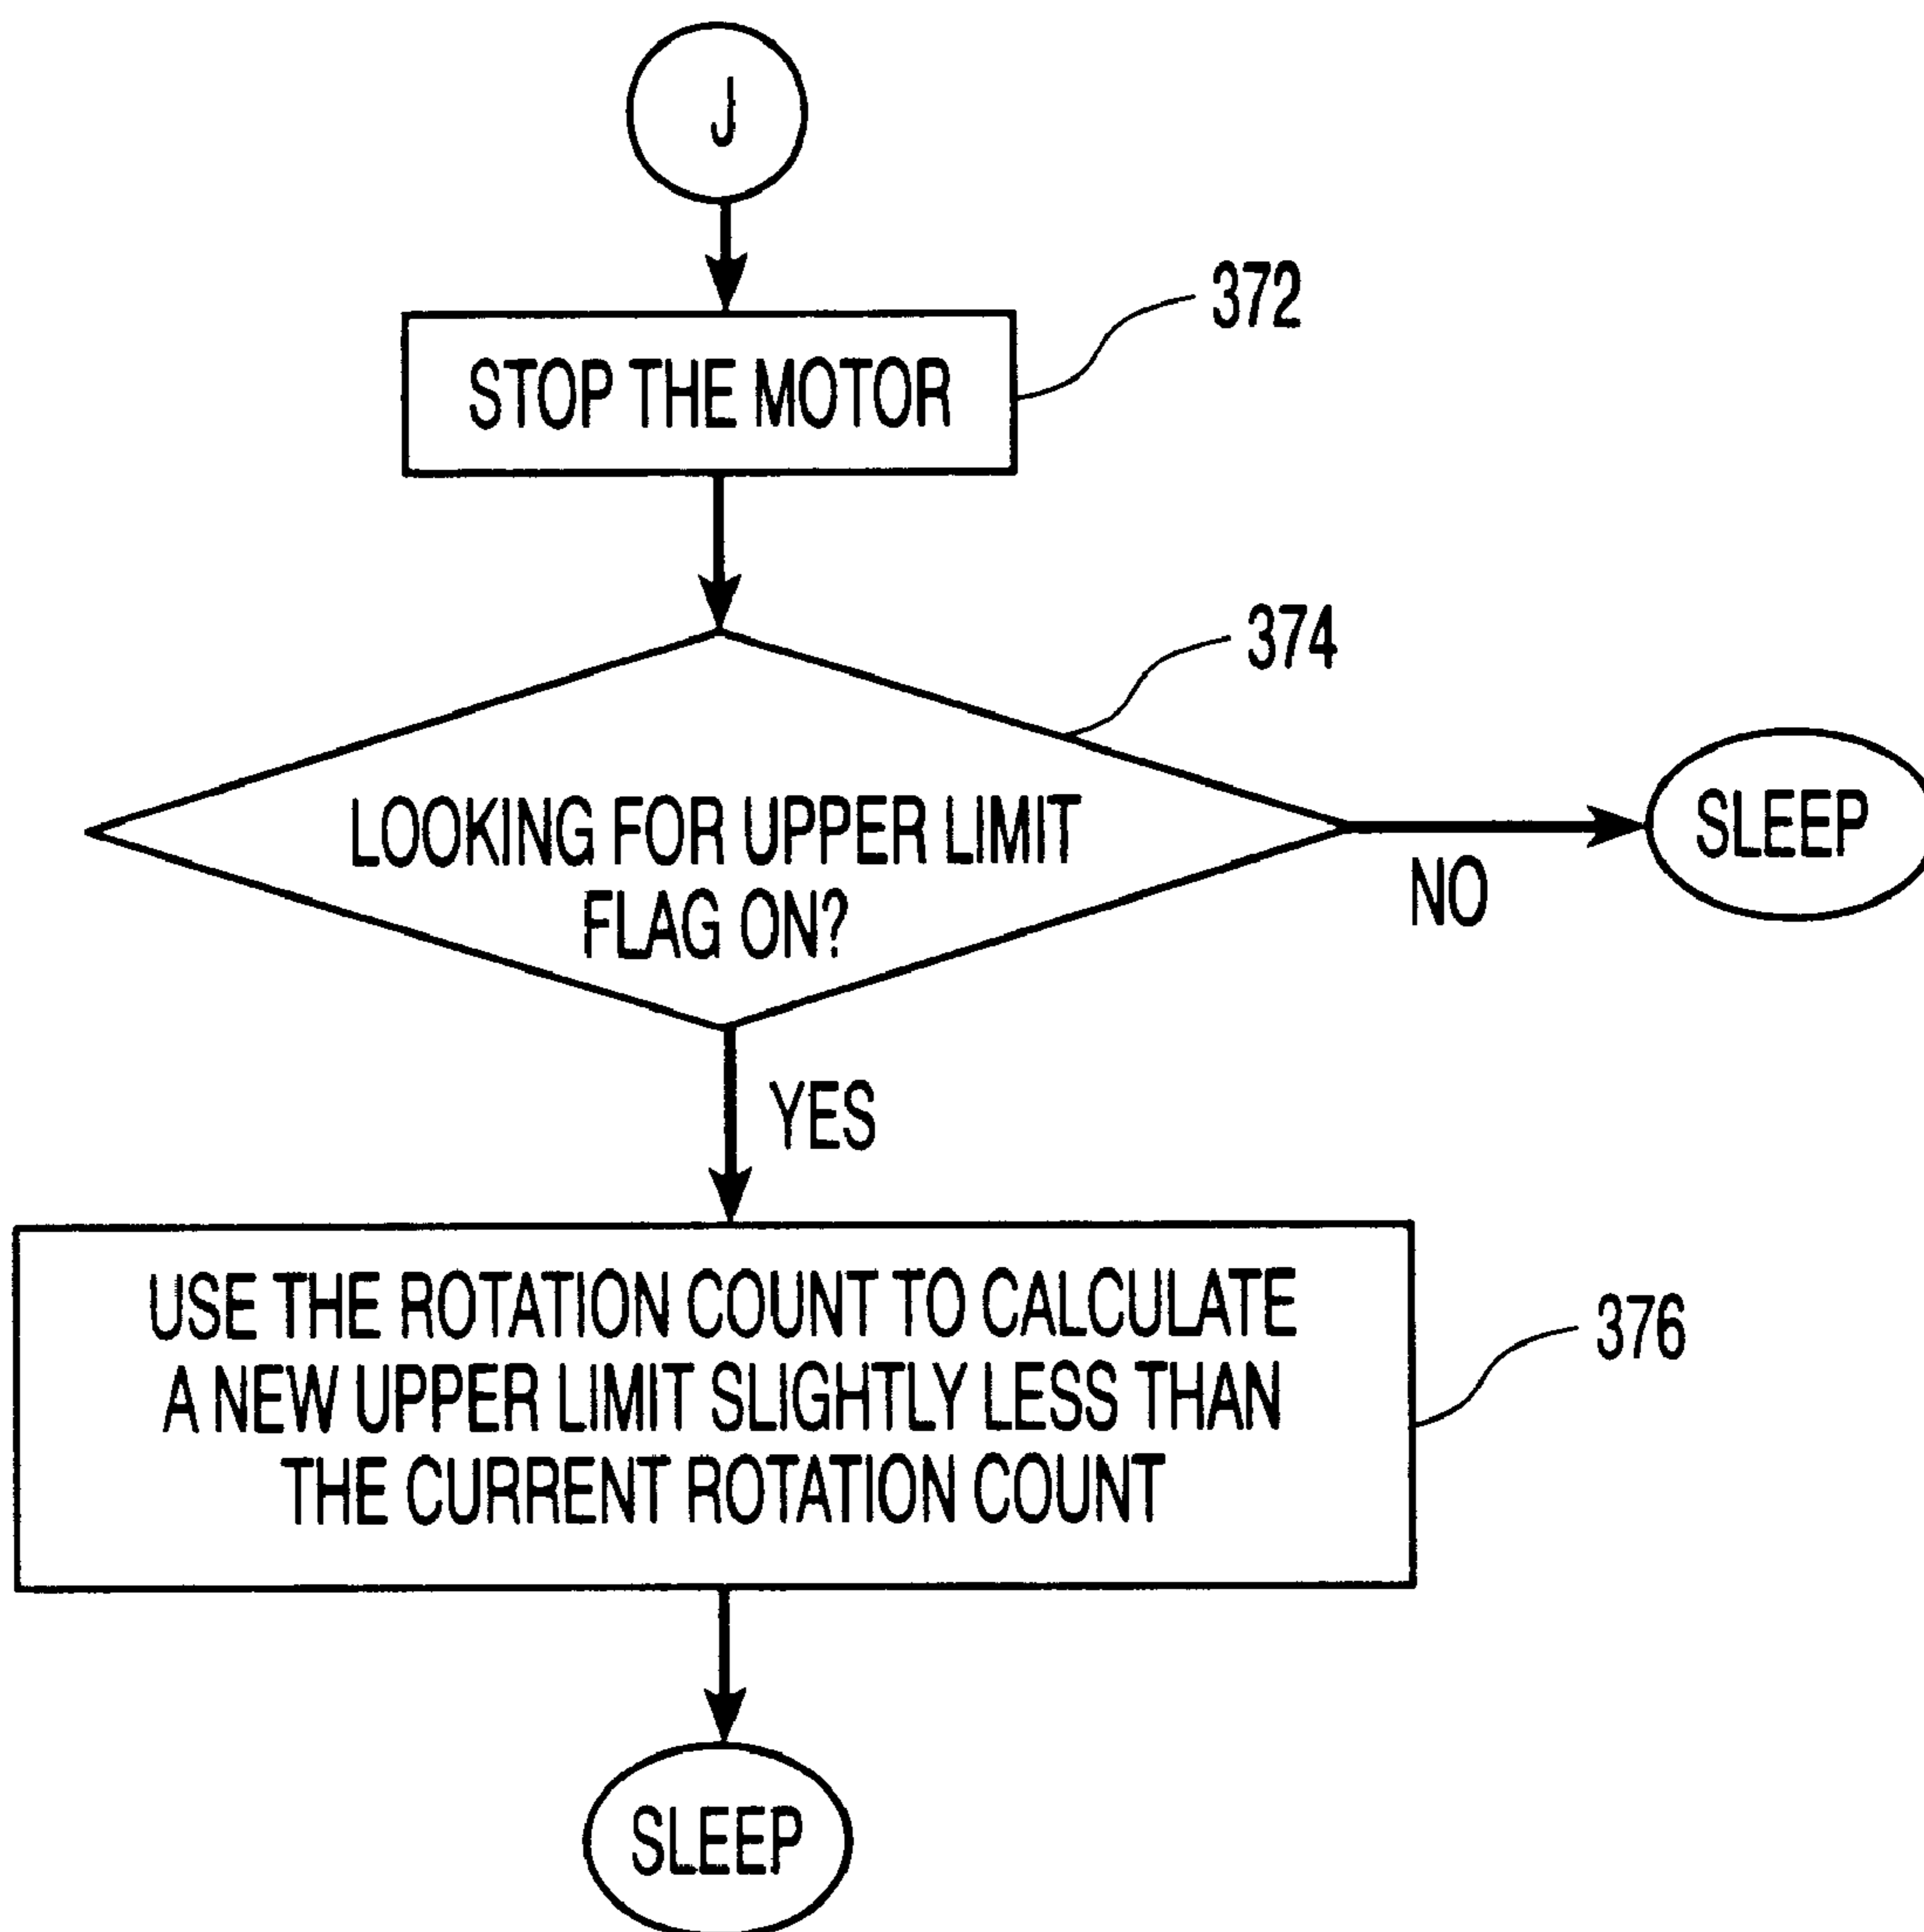 J
STOP THE MOTOR
372
374
LOOKING FOR UPPER LIMIT
FLAG ON?
NO
SLEEP
YES
USE THE ROTATION COUNT TO CALCULATE
A NEW UPPER LIMIT SLIGHTLY LESS THAN
THE CURRENT ROTATION COUNT
376
SLEEP